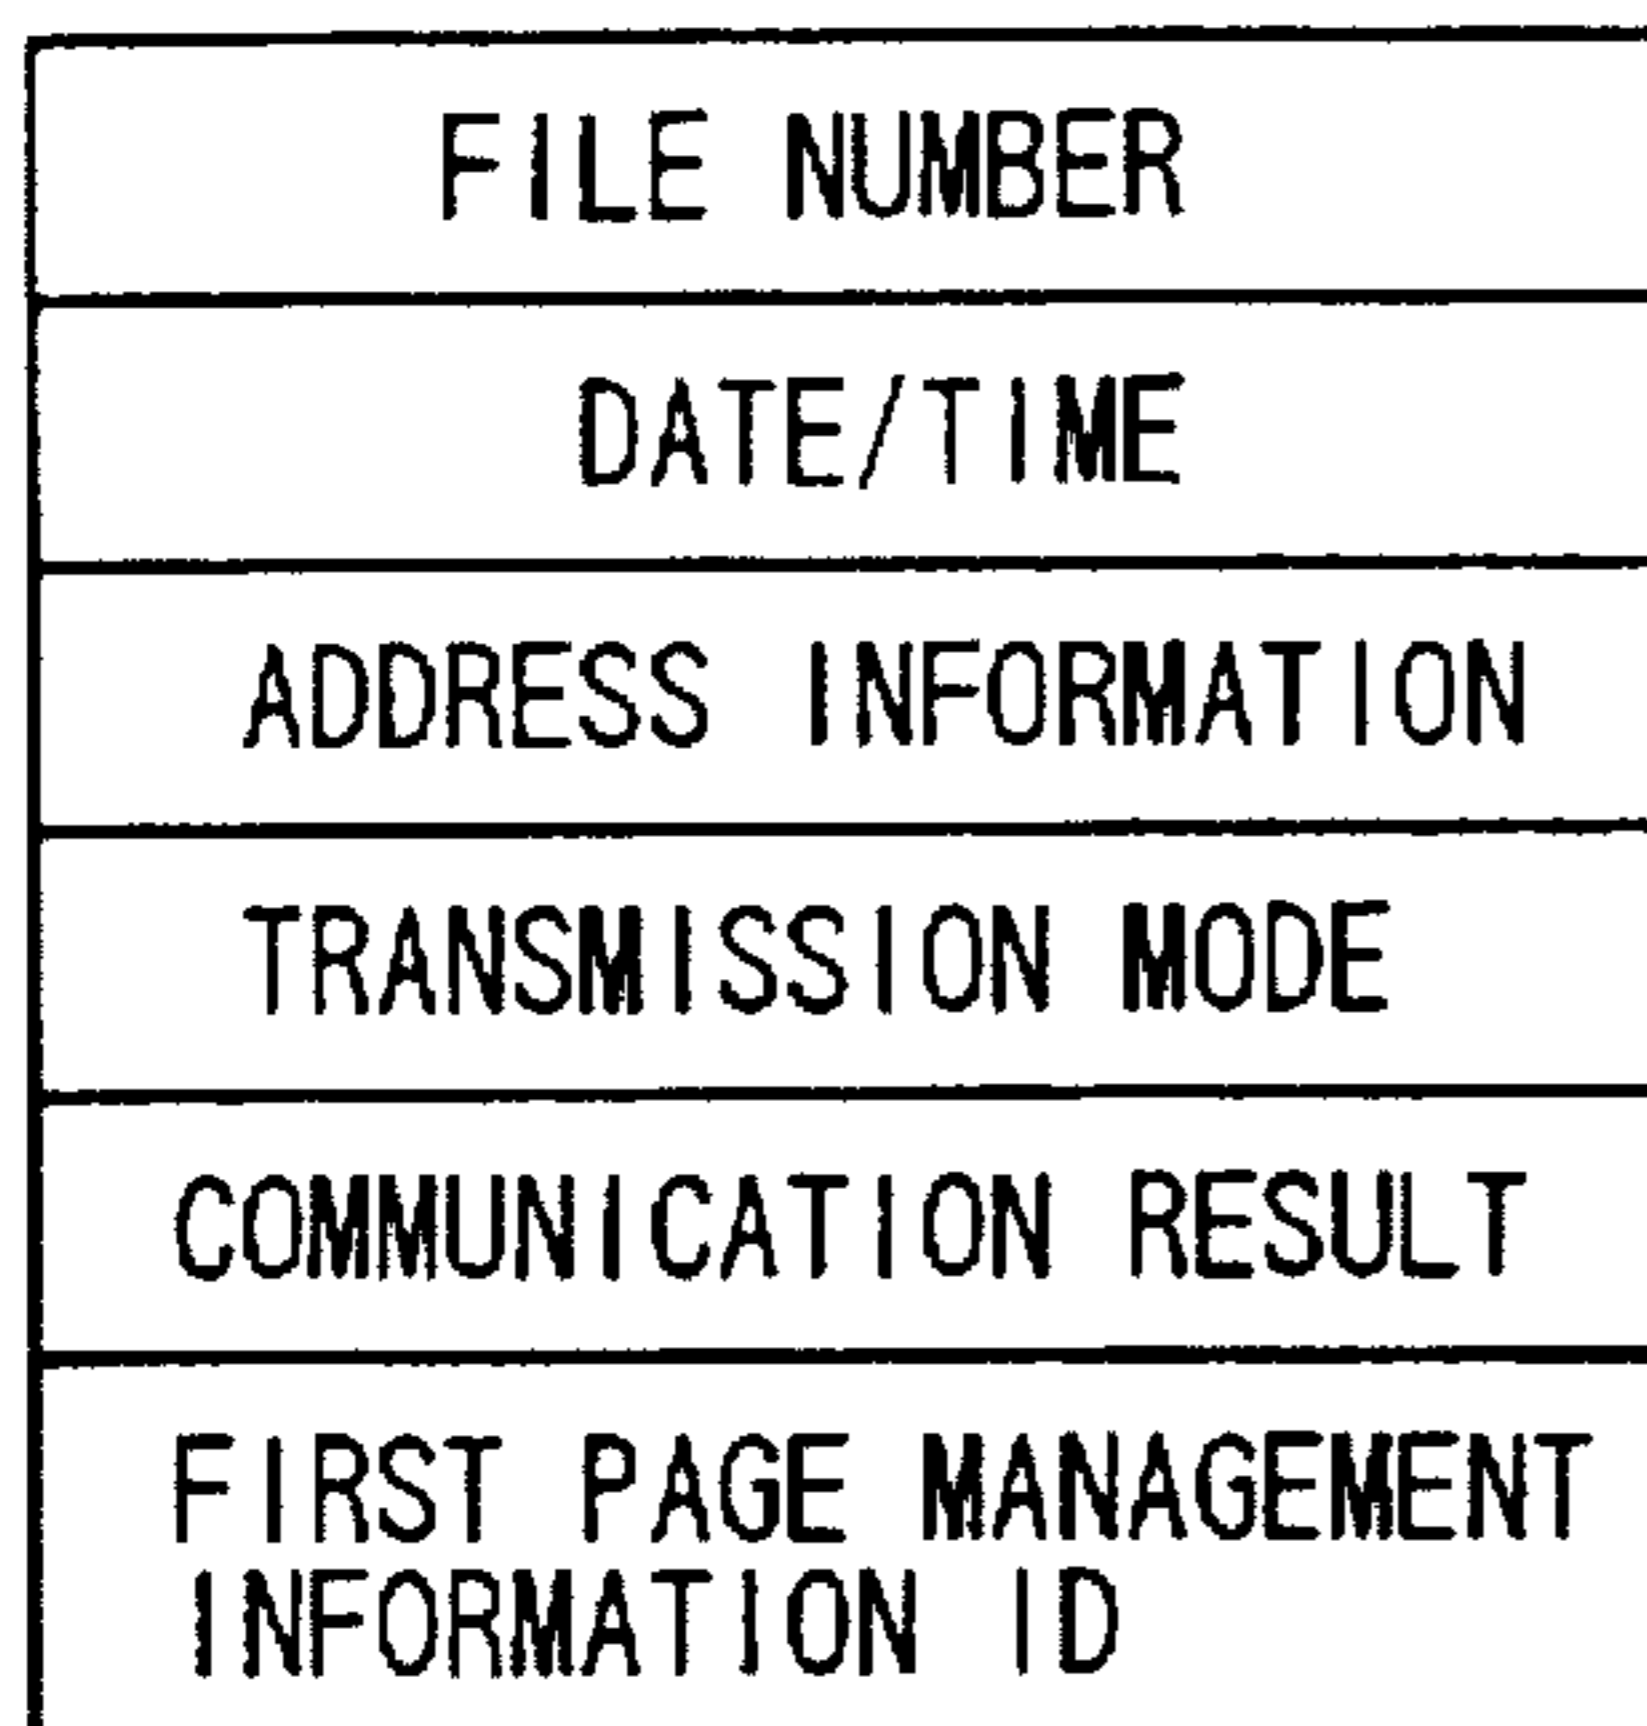 FILE NUMBER
DATE/TIME
ADDRESS INFORMATION
TRANSMISSION MODE
COMMUNICATION RESULT
FIRST PAGE MANAGEMENT
INFORMATION ID